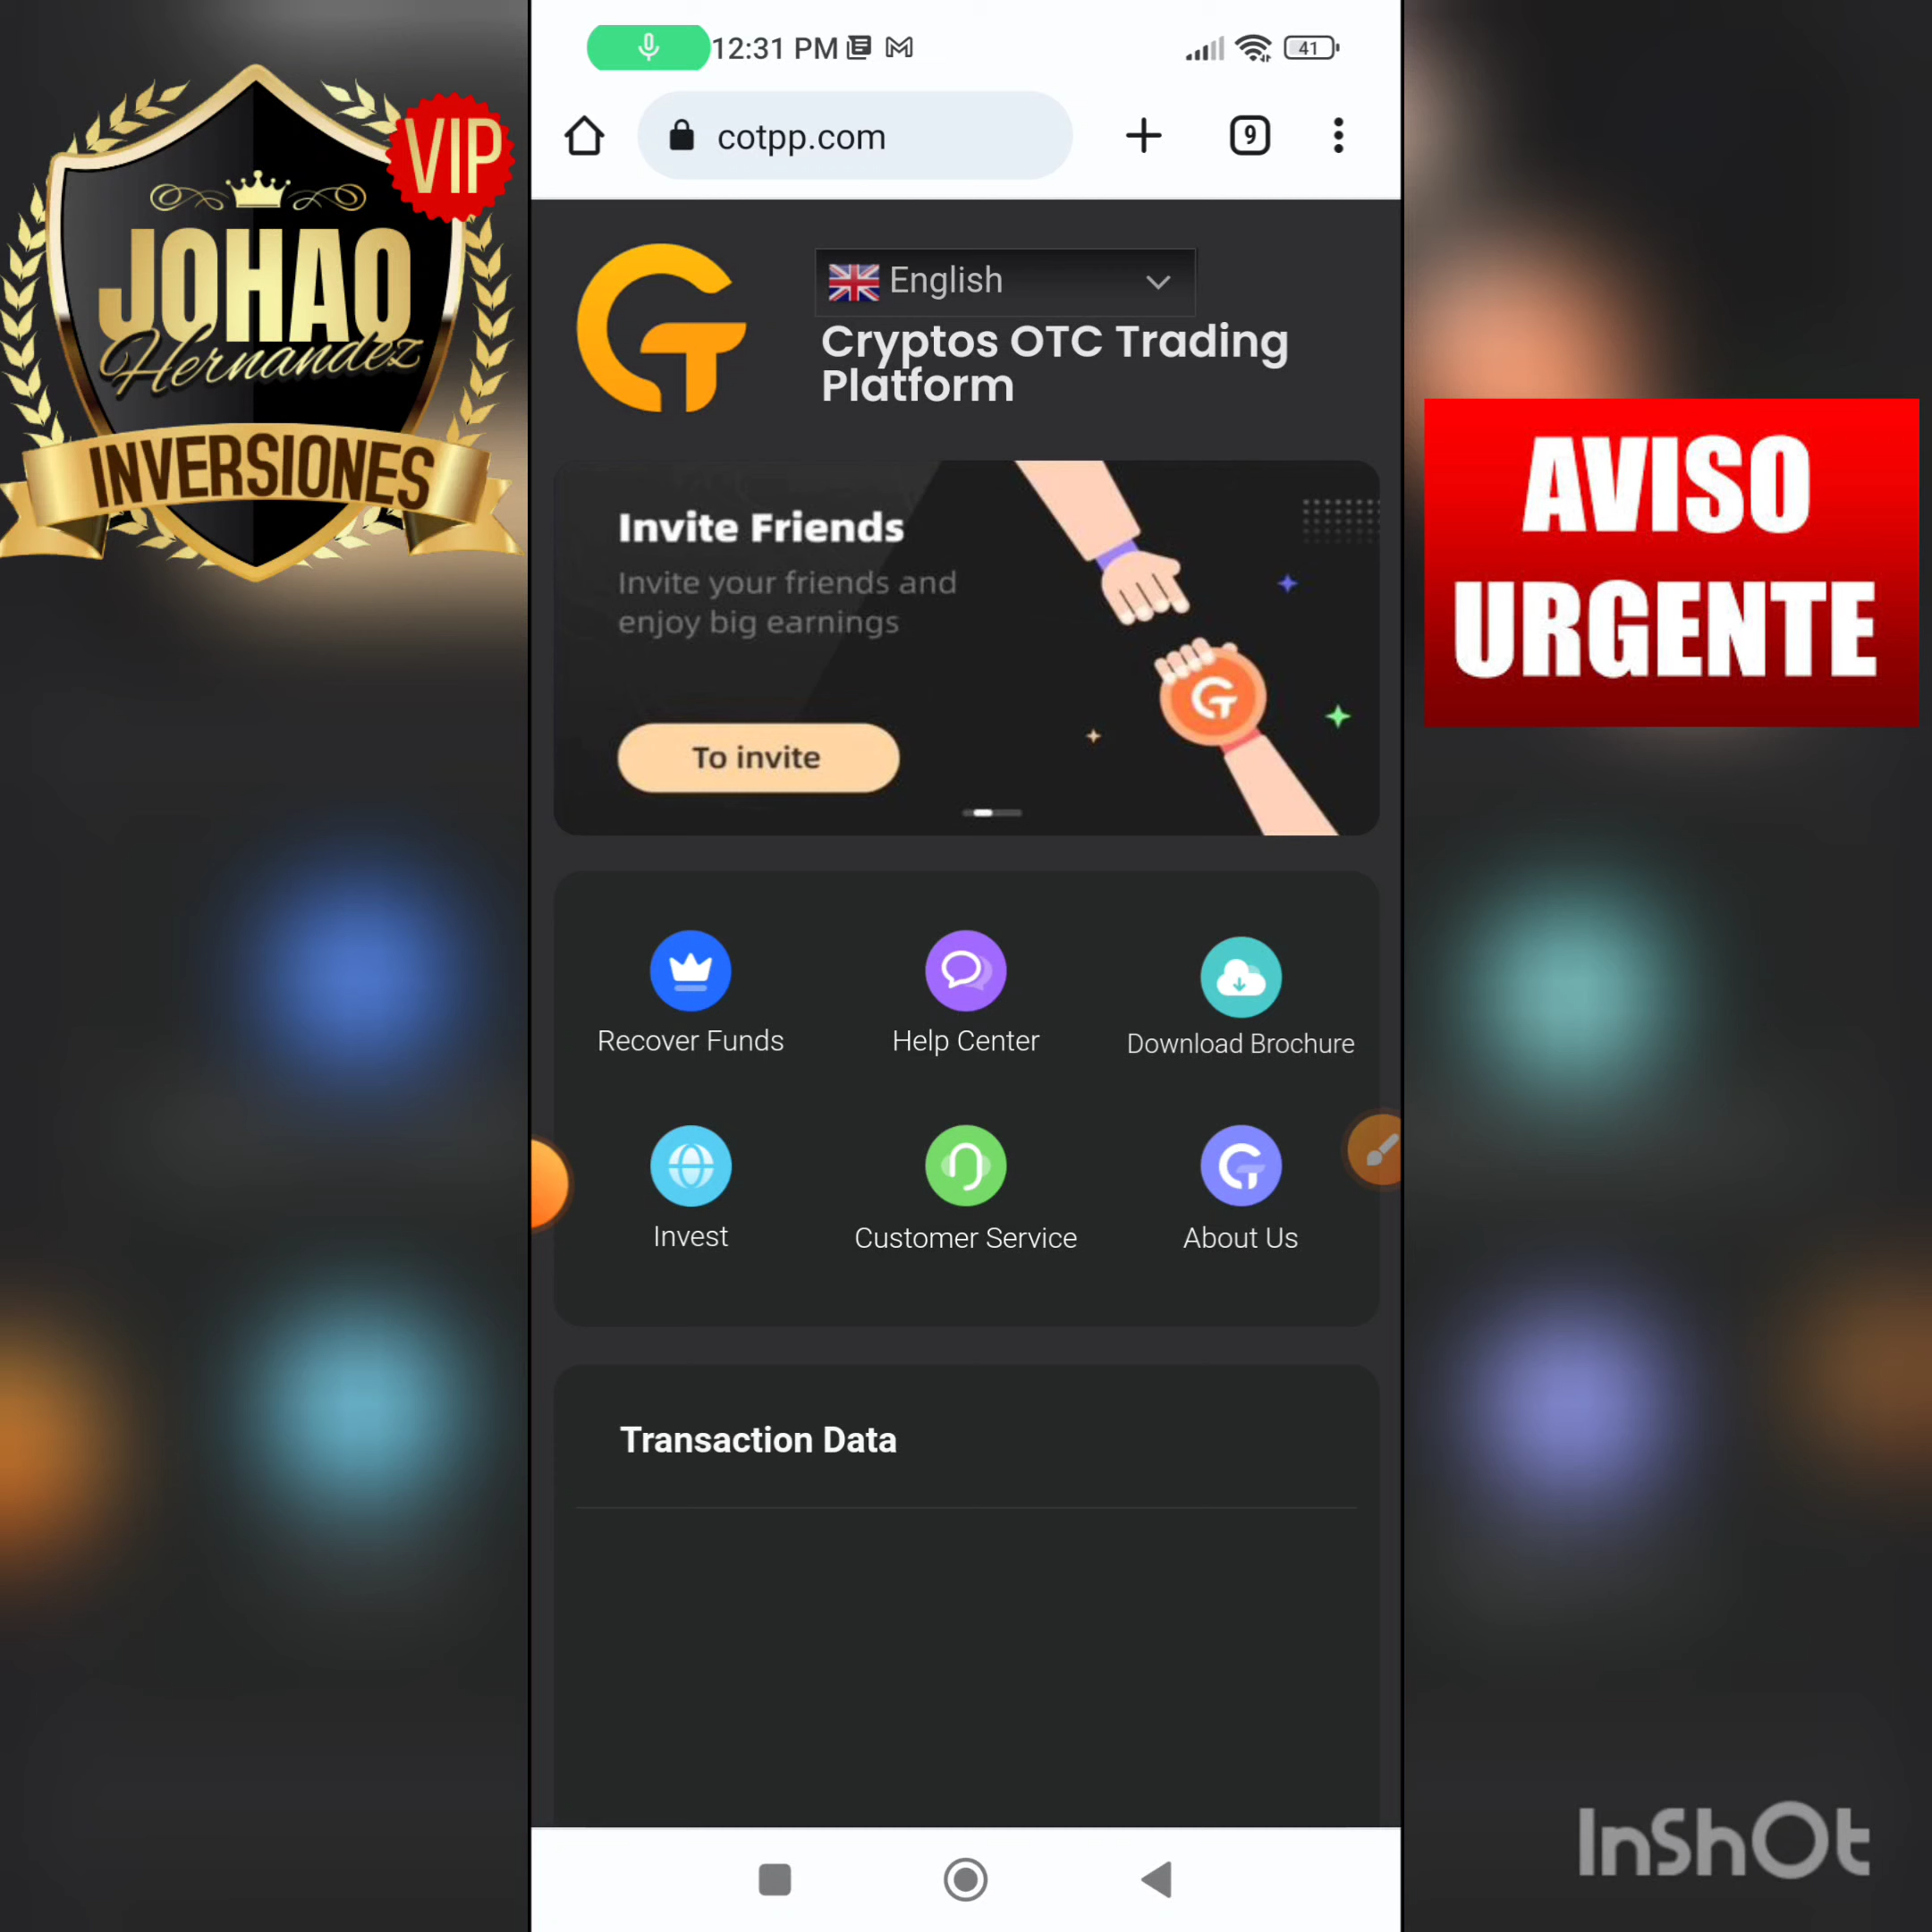 VIP
JOHAO
Hernandez
INVERSIONES
12:31 PM
41
cotpp.com
9
English
Cryptos OTC Trading
Platform
Invite Friends
Invite your friends and
enjoy big earnings
To invite
Recover Funds
Help Center
Download Brochure
Invest
Customer Service
About Us
Transaction Data
AVISO
URGENTE
InShOt